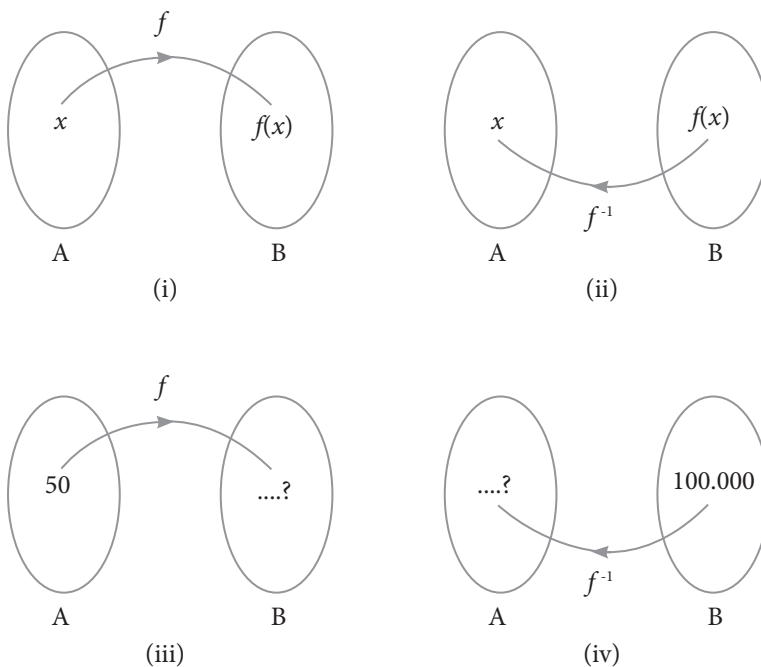 f
x f(x) x f(x)
f⁻¹
A B A B
(i) (ii)
f
50 ....? ....? 100.000
f⁻¹
A B A B
(iii) (iv)